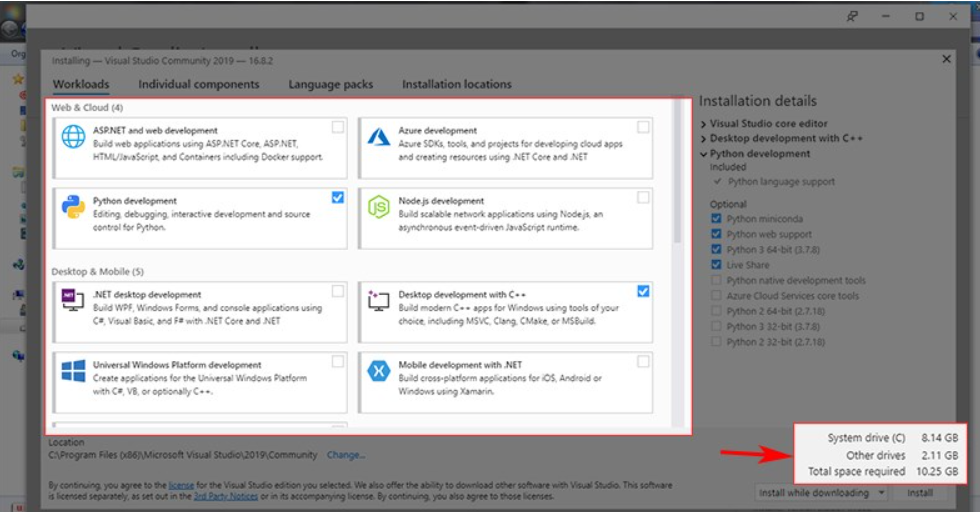 Installing — Visual Studio Community 2019 — 16.8.2
Workloads Individual components Language packs Installation locations
Web & Cloud (4)
ASP.NET and web development
Build web applications using ASP.NET Core, ASP.NET,
HTML/JavaScript, and Containers including Docker support.
Azure development
Azure SDKs, tools, and projects for developing cloud apps
and creating resources using .NET Core and .NET
Python development
Editing, debugging, interactive development and source
control for Python.
Node.js development
Build scalable network applications using Node.js, an
asynchronous event-driven JavaScript runtime.
Desktop & Mobile (5)
.NET desktop development
Build WPF, Windows Forms, and console applications using
C#, Visual Basic, and F# with .NET Core and .NET
Desktop development with C++
Build modern C++ apps for Windows using tools of your
choice, including MSVC, Clang, CMake, or MSBuild.
Universal Windows Platform development
Create applications for the Universal Windows Platform
with C#, VB, or optionally C++.
Mobile development with .NET
Build cross-platform applications for iOS, Android or
Windows using Xamarin.
Installation details
Visual Studio core editor
Desktop development with C++
Python development
Included
Python language support
Optional
Python miniconda
Python web support
Python 3 64-bit (3.7.8)
Live Share
Python native development tools
Azure Cloud Services core tools
Python 2 64-bit (2.7.18)
Python 3 32-bit (3.7.8)
Python 2 32-bit (2.7.18)
Location
C:\Program Files (x86)\Microsoft Visual Studio\2019\Community Change...
By continuing, you agree to the license for the Visual Studio edition you selected. We also offer the ability to download other software with Visual Studio. This software
is licensed separately, as set out in the 3rd Party Notices or in its accompanying license. By continuing, you also agree to those licenses.
System drive (C) 8.14 GB
Other drives 2.11 GB
Total space required 10.25 GB
Install while downloading Install
Org